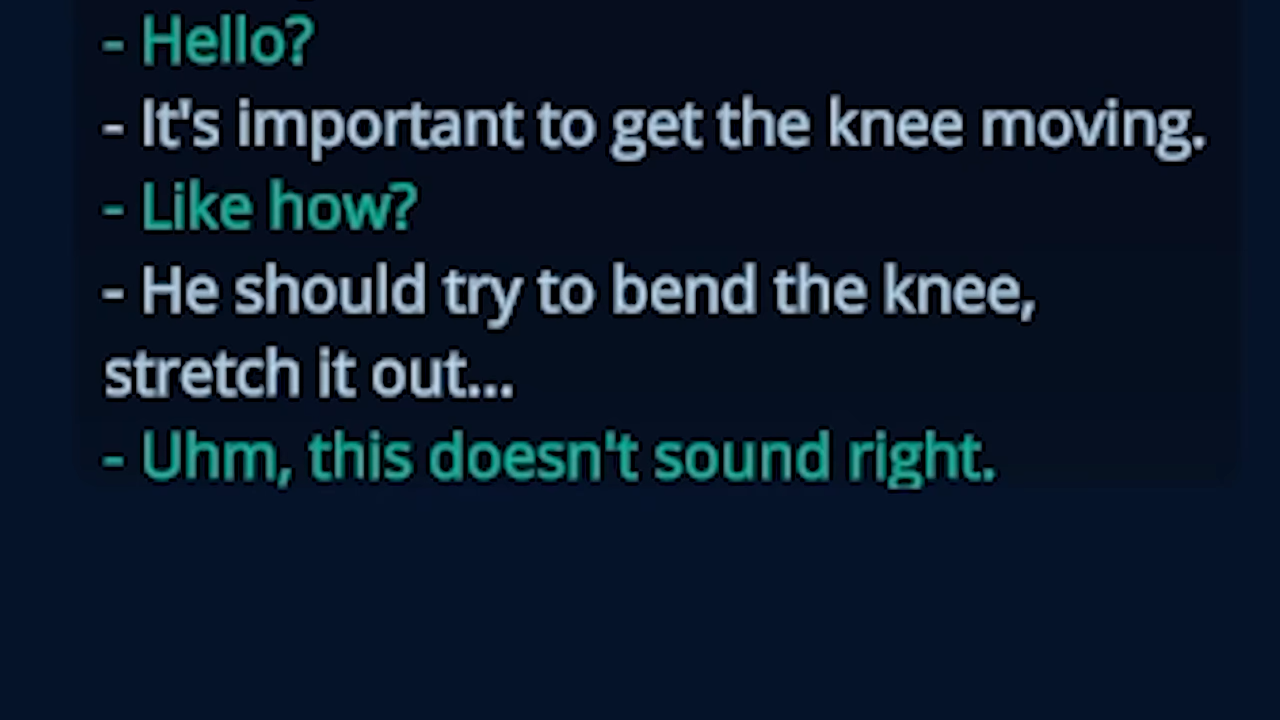 - Hello?
- It's important to get the knee moving.
- Like how?
- He should try to bend the knee,
stretch it out...
- Uhm, this doesn't sound right.